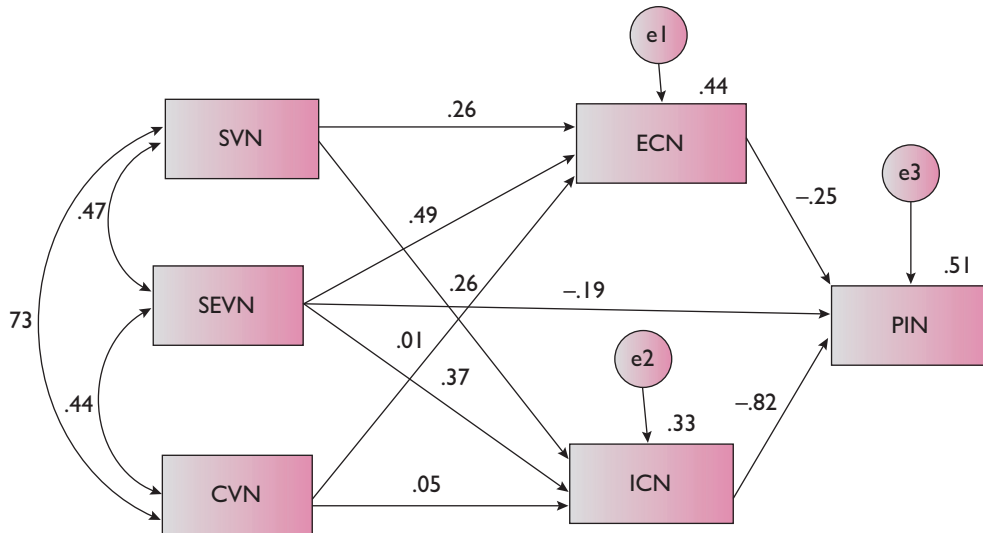 e1
.44
SVN
.26
ECN
e3
.47
.49
–.25
.51
SEVN
.26
–.19
PIN
73
.01
e2
.37
.44
.33
–.82
CVN
.05
ICN